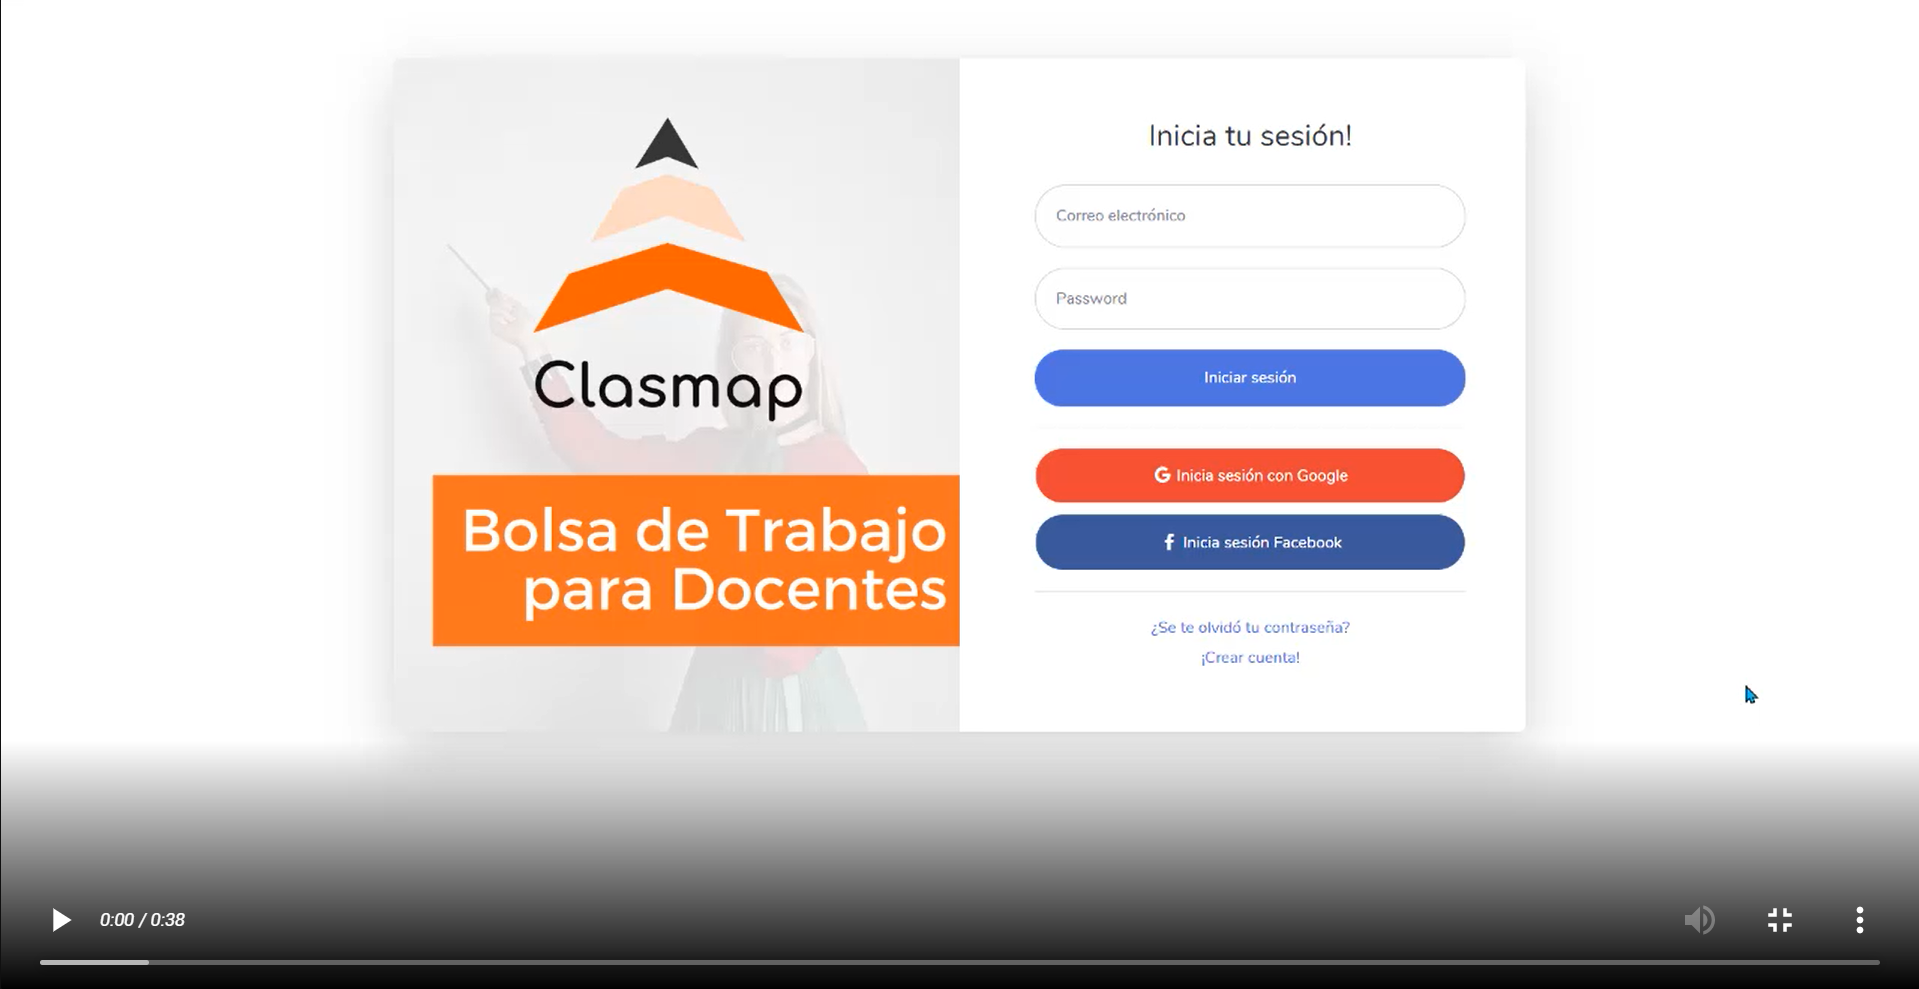 Clasmap
Bolsa de Trabajo
para Docentes
Inicia tu sesión!
Correo electrónico
Password
Iniciar sesión
G Inicia sesión con Google
f Inicia sesión Facebook
¿Se te olvidó tu contraseña?
¡Crear cuenta!
0:00 / 0:38